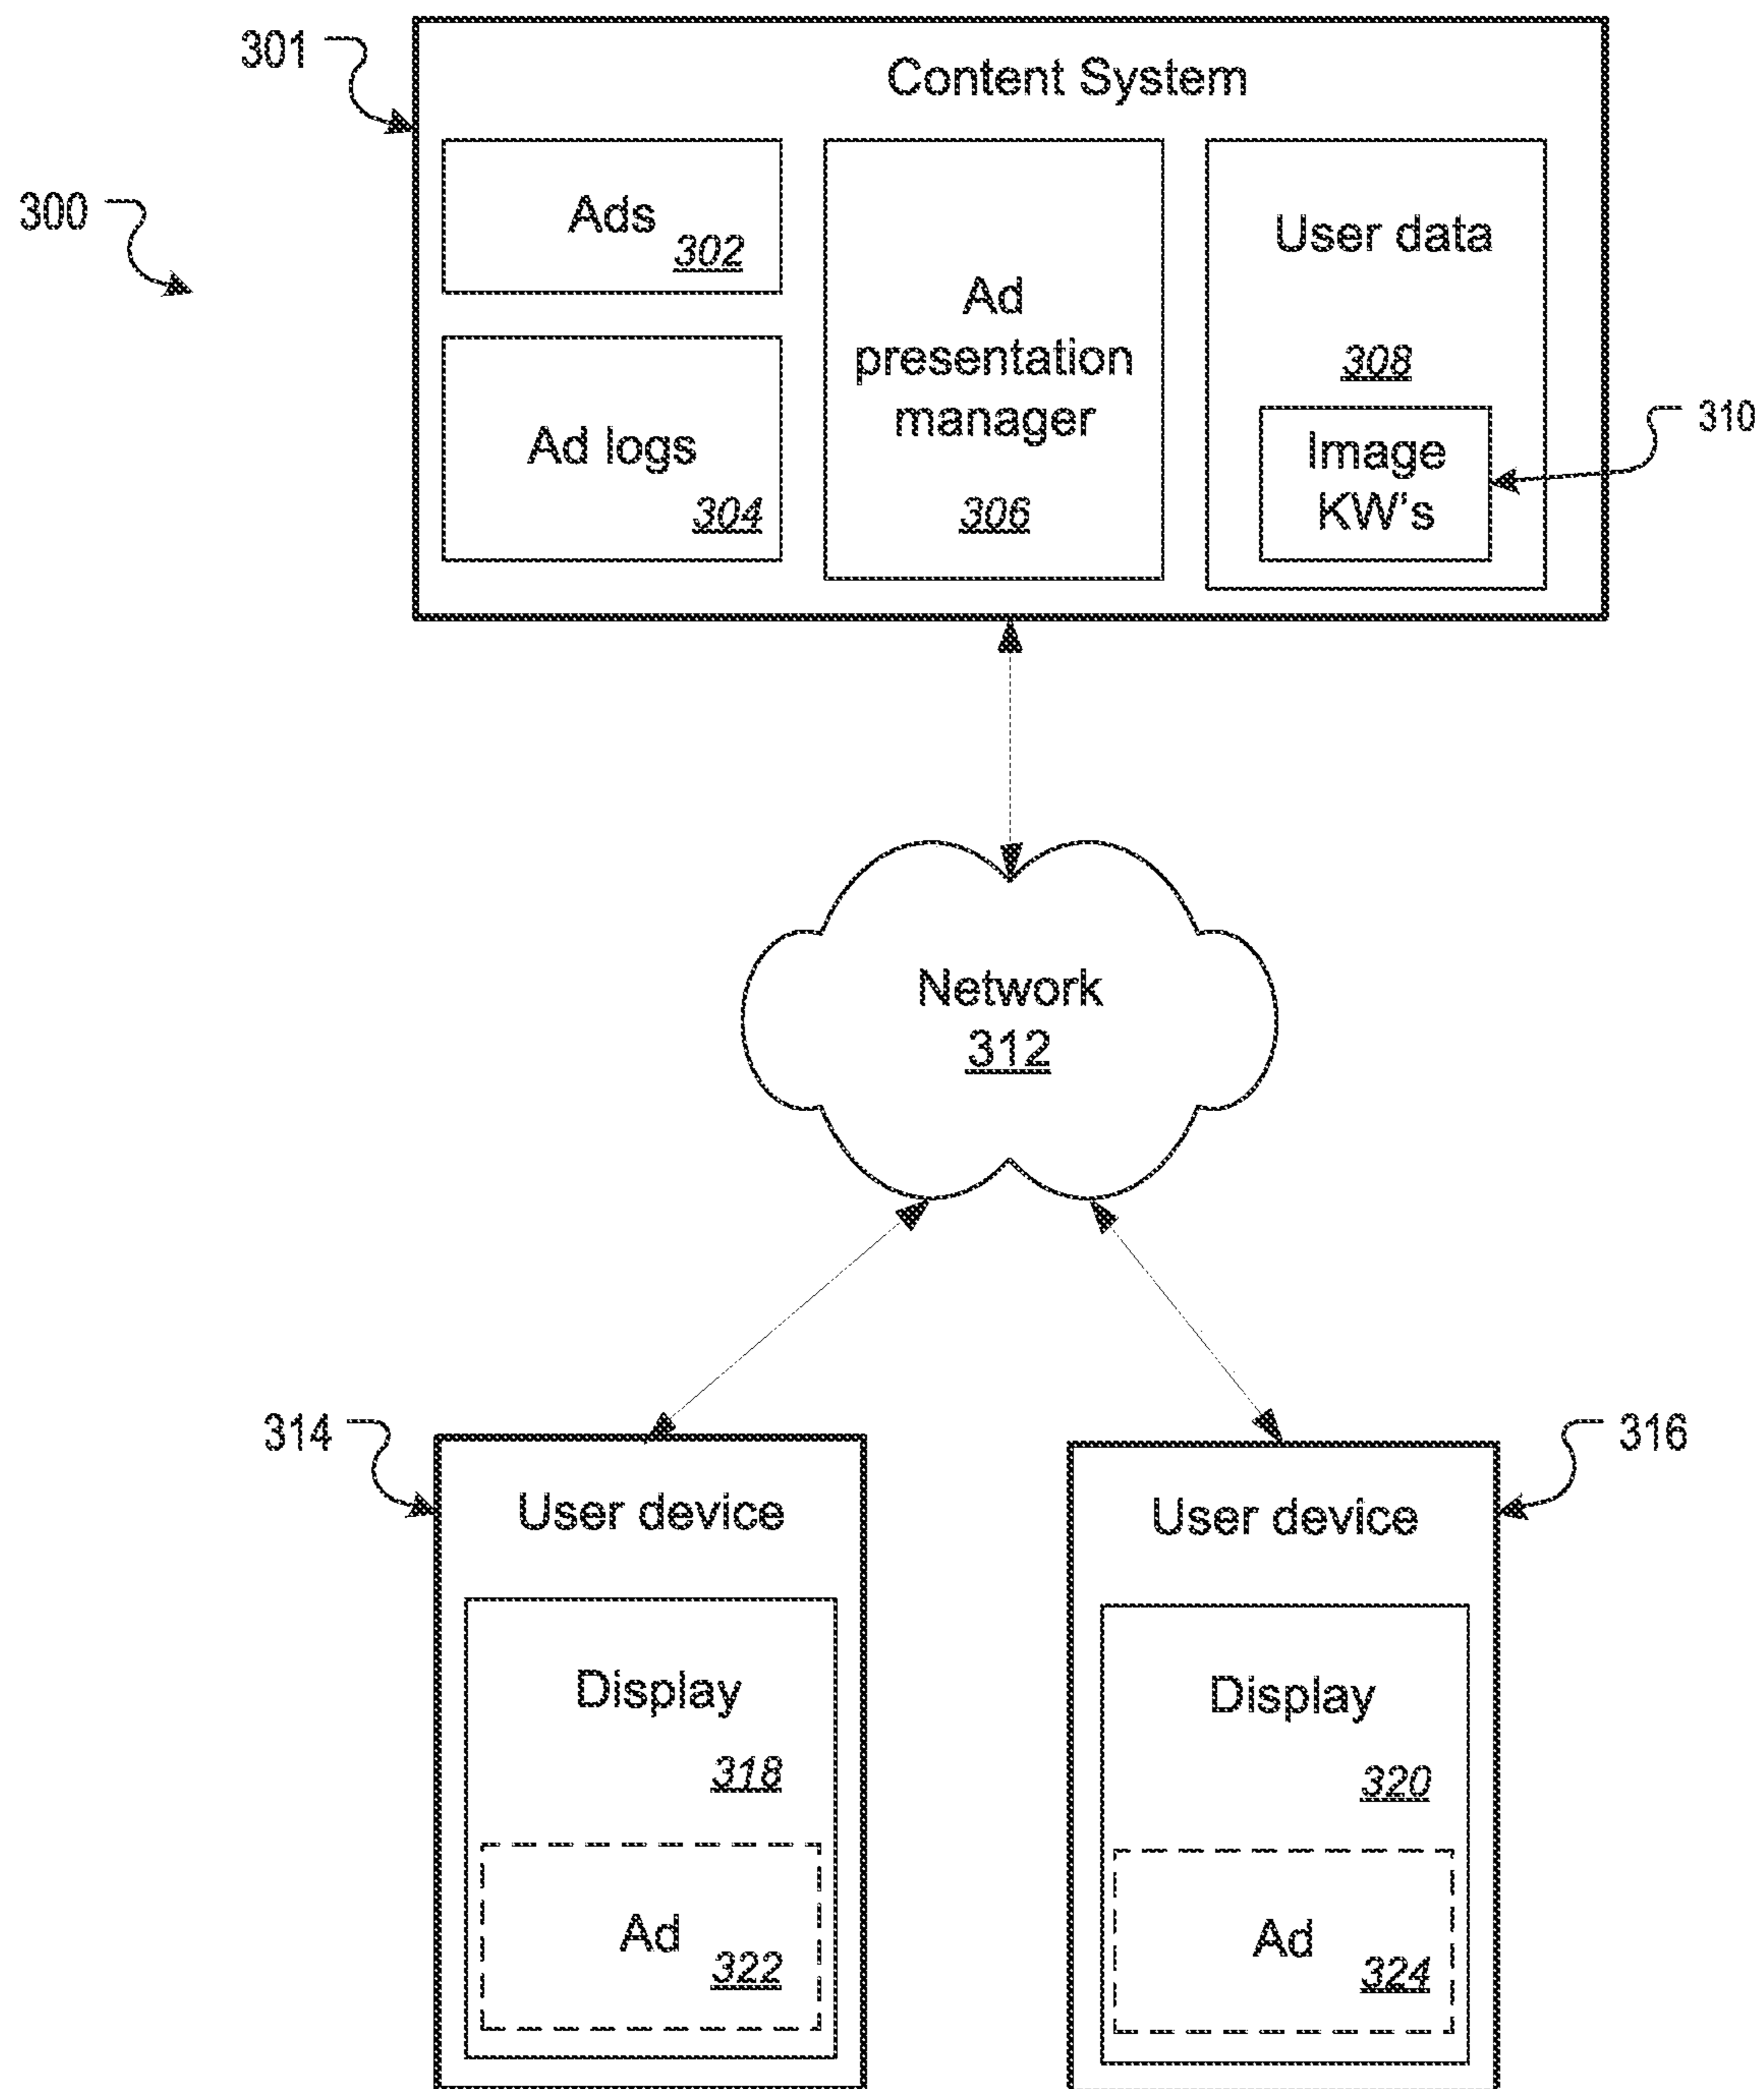 301
Content System
300
Ads
302
Ad logs
304
Ad
presentation
manager
306
User data
308
Image
KW's
310
Network
312
314
User device
Display
318
Ad
322
316
User device
Display
320
Ad
324